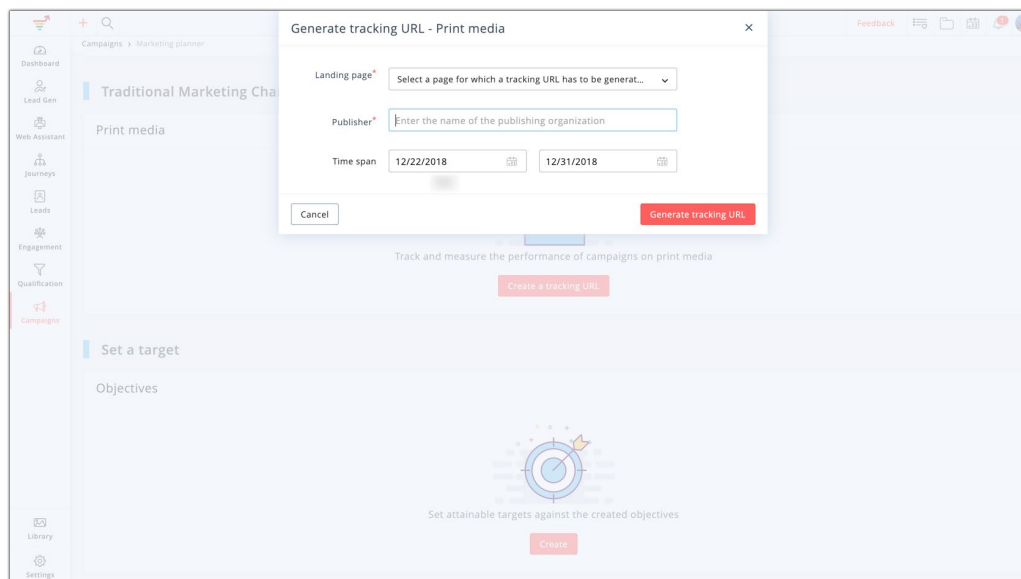 Generate tracking URL - Print media
Feedback
1
Campaigns > Marketing planner
Dashboard
Lead Gen
Web Assistant
Journeys
Leads
Engagement
Qualification
Campaigns
Library
Settings
Landing page*
Select a page for which a tracking URL has to be generat...
Publisher*
Enter the name of the publishing organization
Time span
12/22/2018
12/31/2018
Cancel
Generate tracking URL
Traditional Marketing Cha
Print media
Track and measure the performance of campaigns on print media
Create a tracking URL
Set a target
Objectives
Set attainable targets against the created objectives
Create